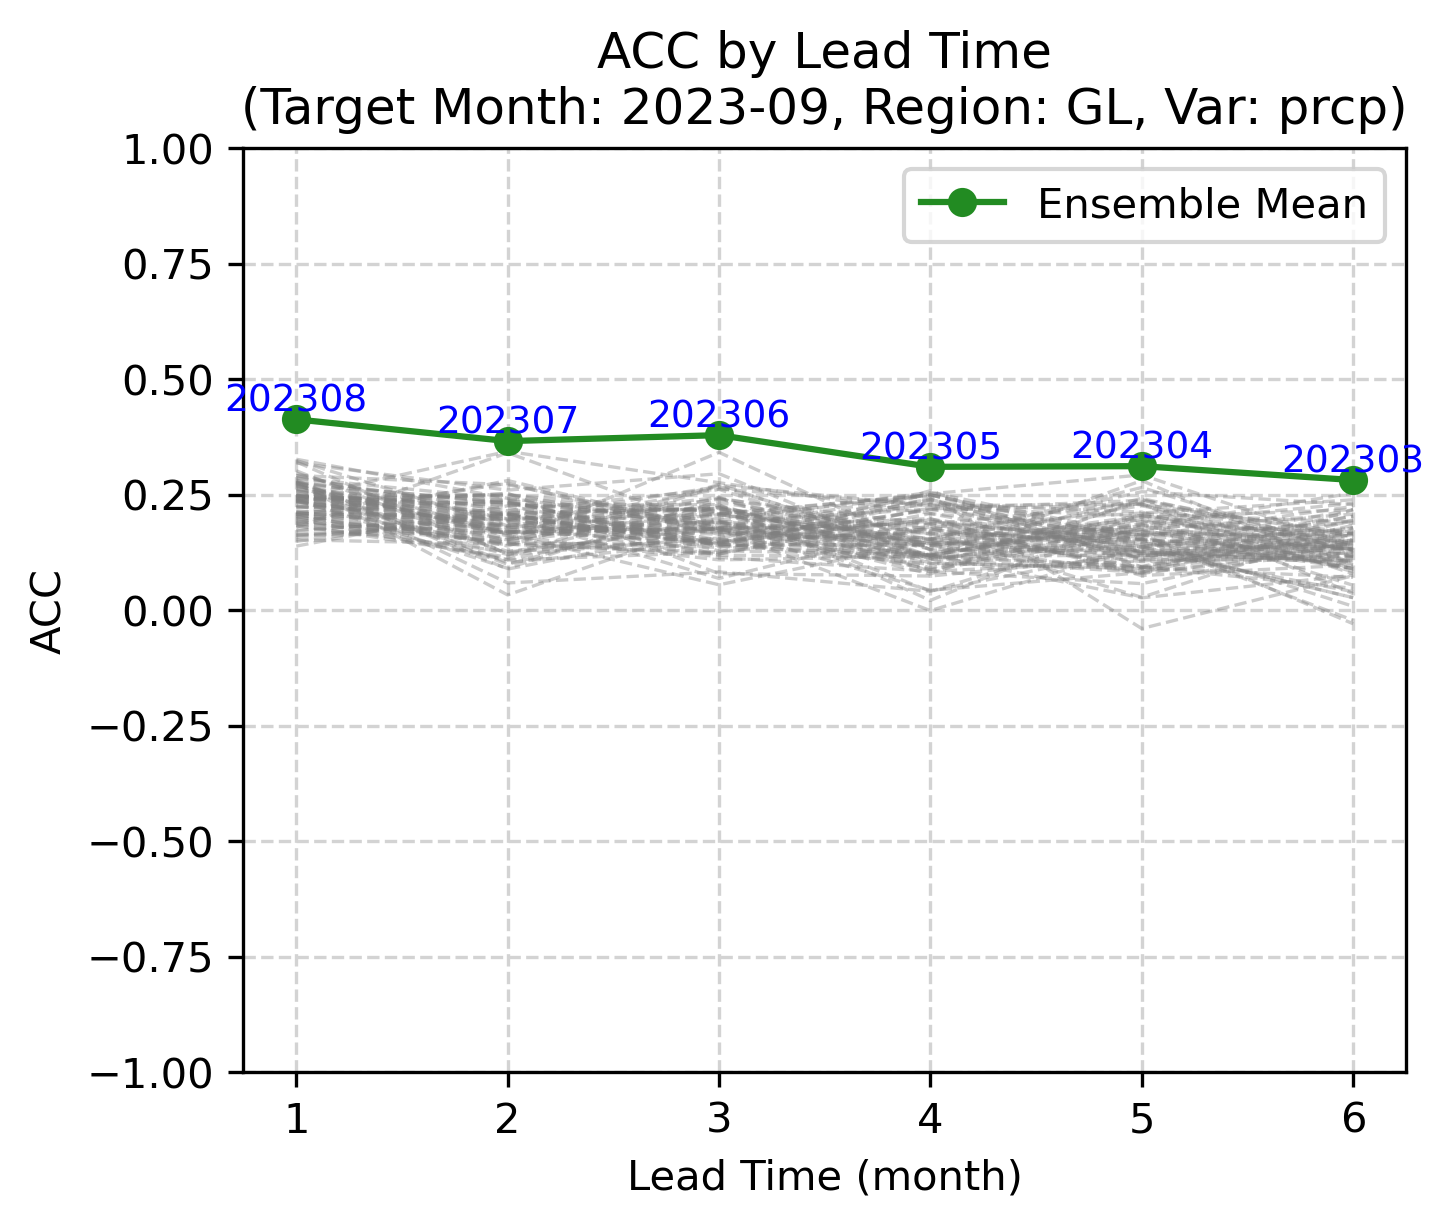 ACC by Lead Time
(Target Month: 2023-09, Region: GL, Var: prcp)
1.00
0.75
0.50
0.25
0.00
−0.25
−0.50
−0.75
−1.00
ACC
Ensemble Mean
202308
202307
202306
202305
202304
202303
1 2 3 4 5 6
Lead Time (month)